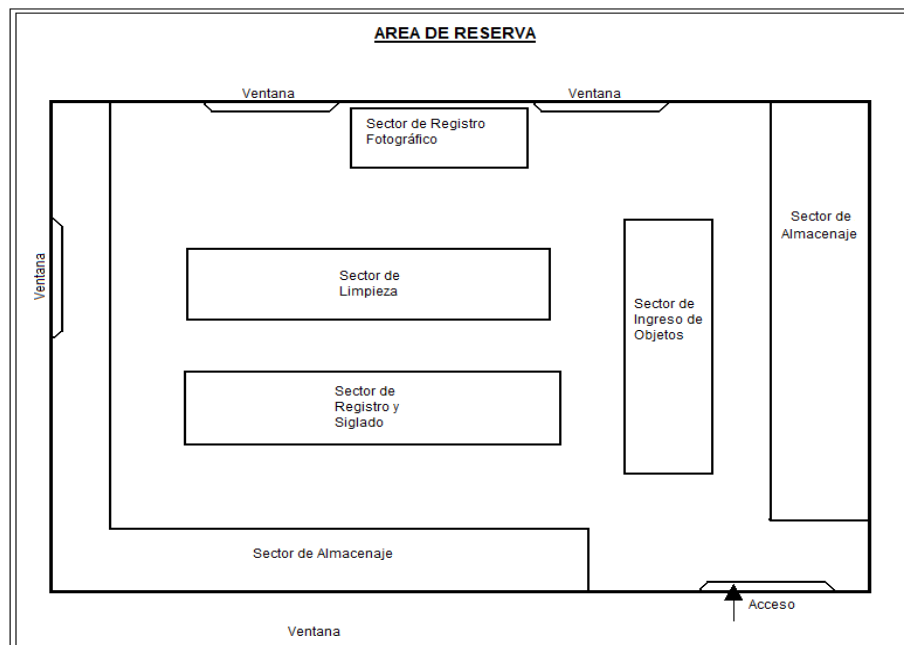 AREA DE RESERVA
Ventana
Ventana
Sector de Registro
Fotográfico
Sector de
Almacenaje
Ventana
Sector de
Limpieza
Sector de
Ingreso de
Objetos
Sector de
Registro y
Siglado
Sector de Almacenaje
Acceso
Ventana